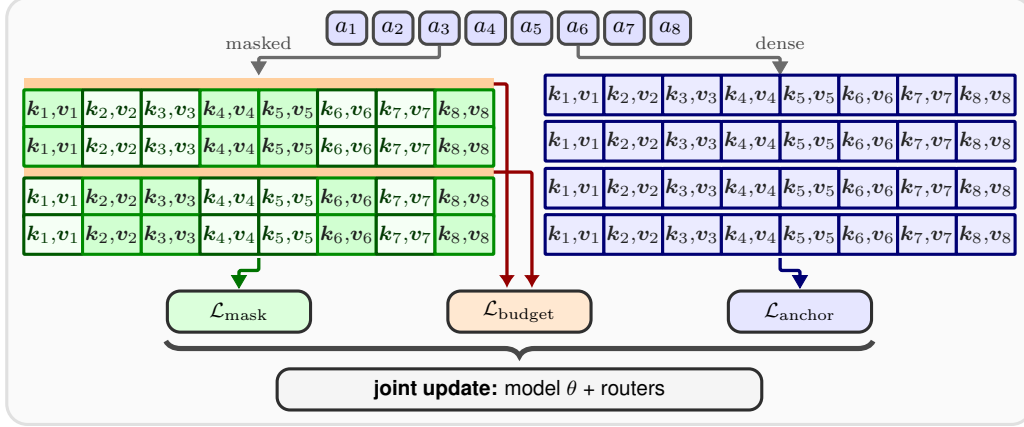 a1 a2 a3 a4 a5 a6 a7 a8
masked dense
k1,v1 k2,v2 k3,v3 k4,v4 k5,v5 k6,v6 k7,v7 k8,v8 k1,v1 k2,v2 k3,v3 k4,v4 k5,v5 k6,v6 k7,v7 k8,v8
k1,v1 k2,v2 k3,v3 k4,v4 k5,v5 k6,v6 k7,v7 k8,v8 k1,v1 k2,v2 k3,v3 k4,v4 k5,v5 k6,v6 k7,v7 k8,v8
k1,v1 k2,v2 k3,v3 k4,v4 k5,v5 k6,v6 k7,v7 k8,v8 k1,v1 k2,v2 k3,v3 k4,v4 k5,v5 k6,v6 k7,v7 k8,v8
k1,v1 k2,v2 k3,v3 k4,v4 k5,v5 k6,v6 k7,v7 k8,v8 k1,v1 k2,v2 k3,v3 k4,v4 k5,v5 k6,v6 k7,v7 k8,v8
ℒmask ℒbudget ℒanchor
joint update: model θ + routers